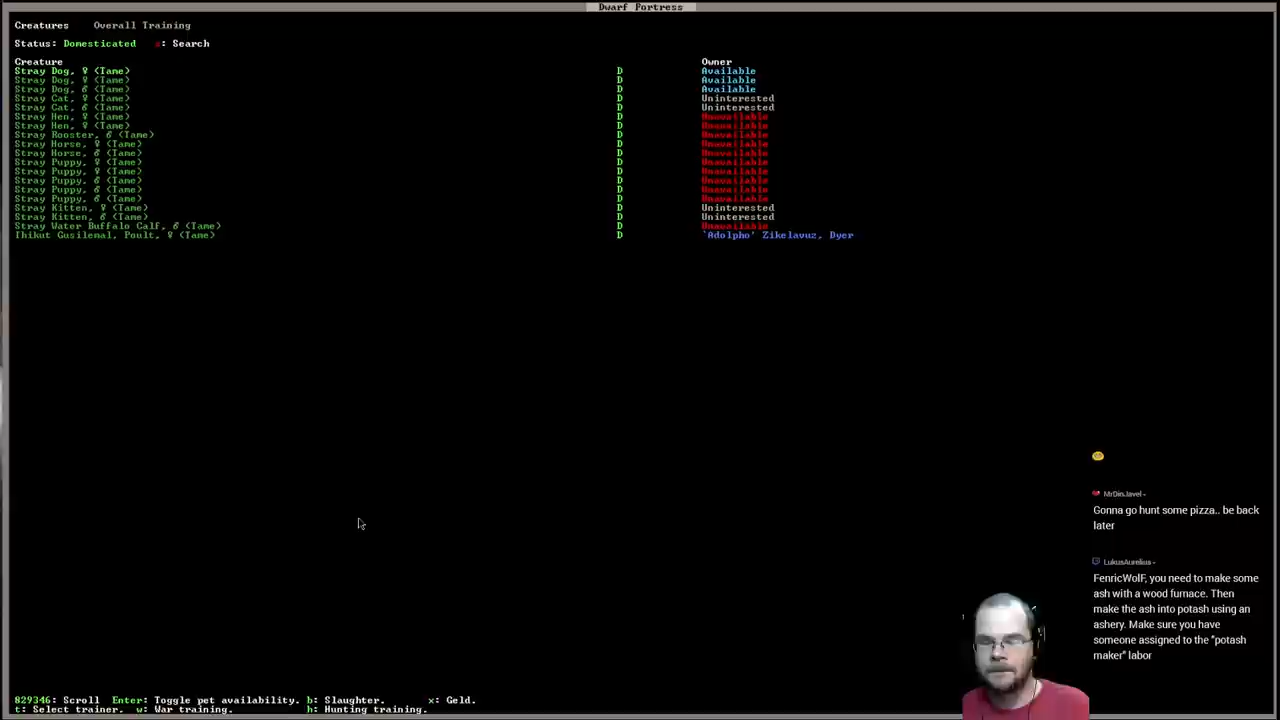 Dwarf Fortress
Creatures Overall Training
Status: Domesticated s: Search
Creature Owner
Stray Dog, ♀ (Tame) D Available
Stray Dog, ♀ (Tame) D Available
Stray Dog, ♂ (Tame) D Available
Stray Cat, ♀ (Tame) D Uninterested
Stray Cat, ♂ (Tame) D Uninterested
Stray Hen, ♀ (Tame) D Unavailable
Stray Hen, ♀ (Tame) D Unavailable
Stray Rooster, ♂ (Tame) D Unavailable
Stray Horse, ♀ (Tame) D Unavailable
Stray Horse, ♂ (Tame) D Unavailable
Stray Puppy, ♀ (Tame) D Unavailable
Stray Puppy, ♀ (Tame) D Unavailable
Stray Puppy, ♂ (Tame) D Unavailable
Stray Puppy, ♂ (Tame) D Unavailable
Stray Puppy, ♂ (Tame) D Unavailable
Stray Kitten, ♀ (Tame) D Uninterested
Stray Kitten, ♂ (Tame) D Uninterested
Stray Water Buffalo Calf, ♂ (Tame) D Unavailable
Thikut Gusilemal, Poult, ♀ (Tame) D `Adolpho' Zikelavuz, Dyer
MrDinJavel -
Gonna go hunt some pizza.. be back
later
LukusAurelius -
FenricWolF, you need to make some
ash with a wood furnace. Then
make the ash into potash using an
ashery. Make sure you have
someone assigned to the "potash
maker" labor
829346: Scroll Enter: Toggle pet availability. b: Slaughter. x: Geld.
t: Select trainer. w: War training. h: Hunting training.